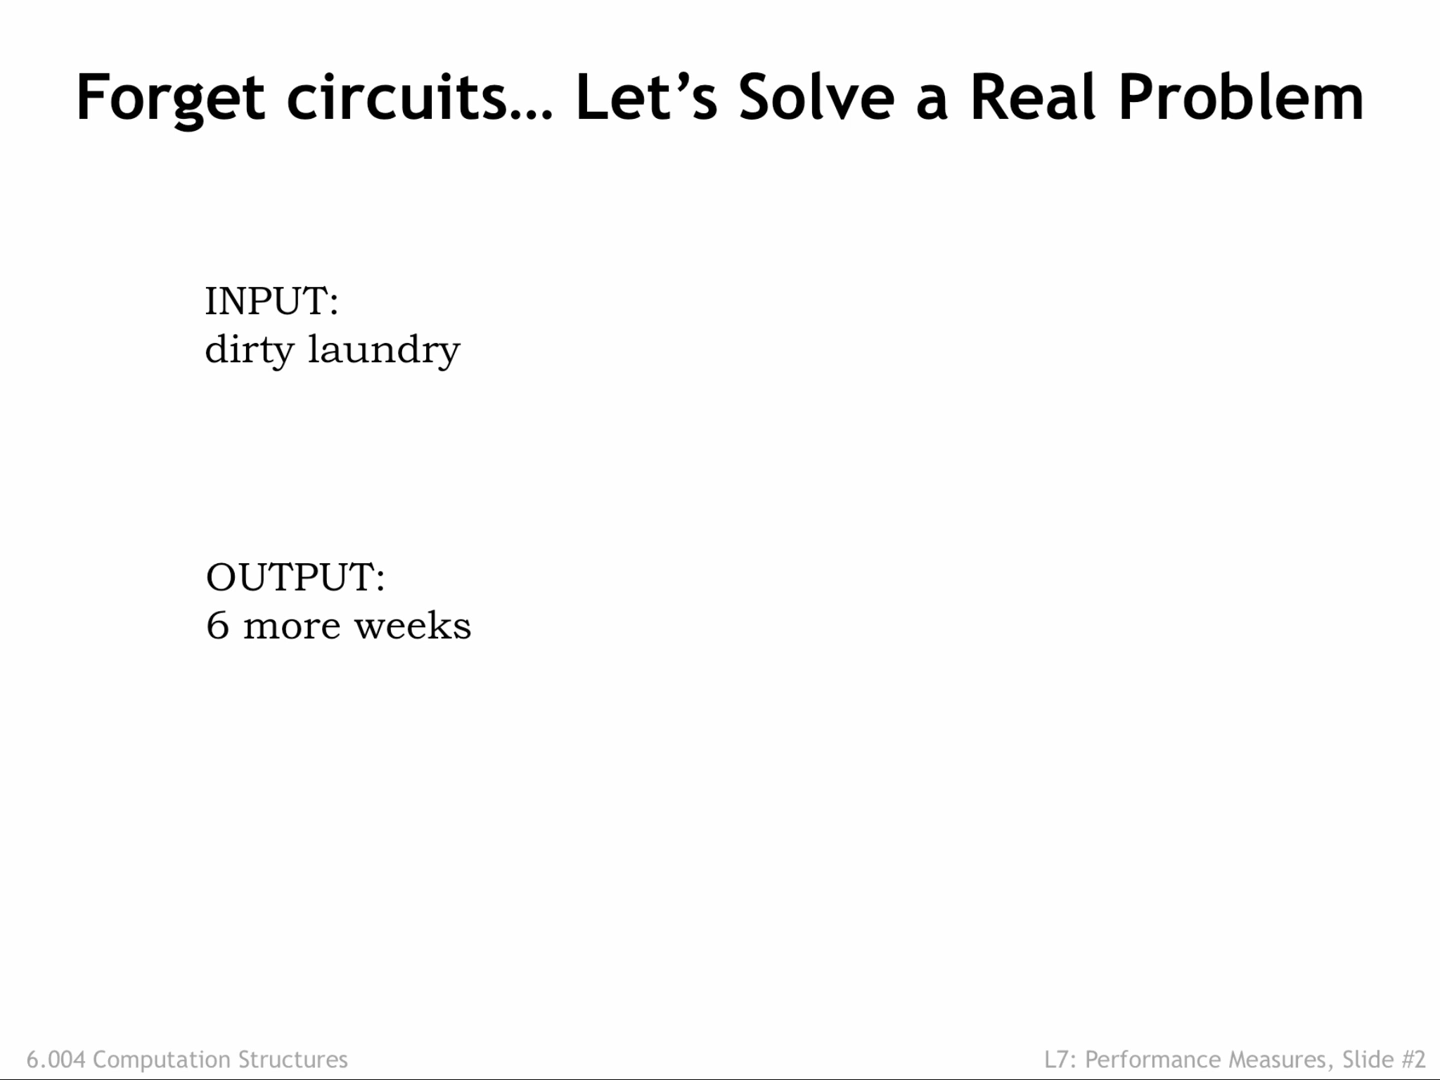 Forget circuits… Let’s Solve a Real Problem
INPUT:
dirty laundry
OUTPUT:
6 more weeks
6.004 Computation Structures
L7: Performance Measures, Slide #2